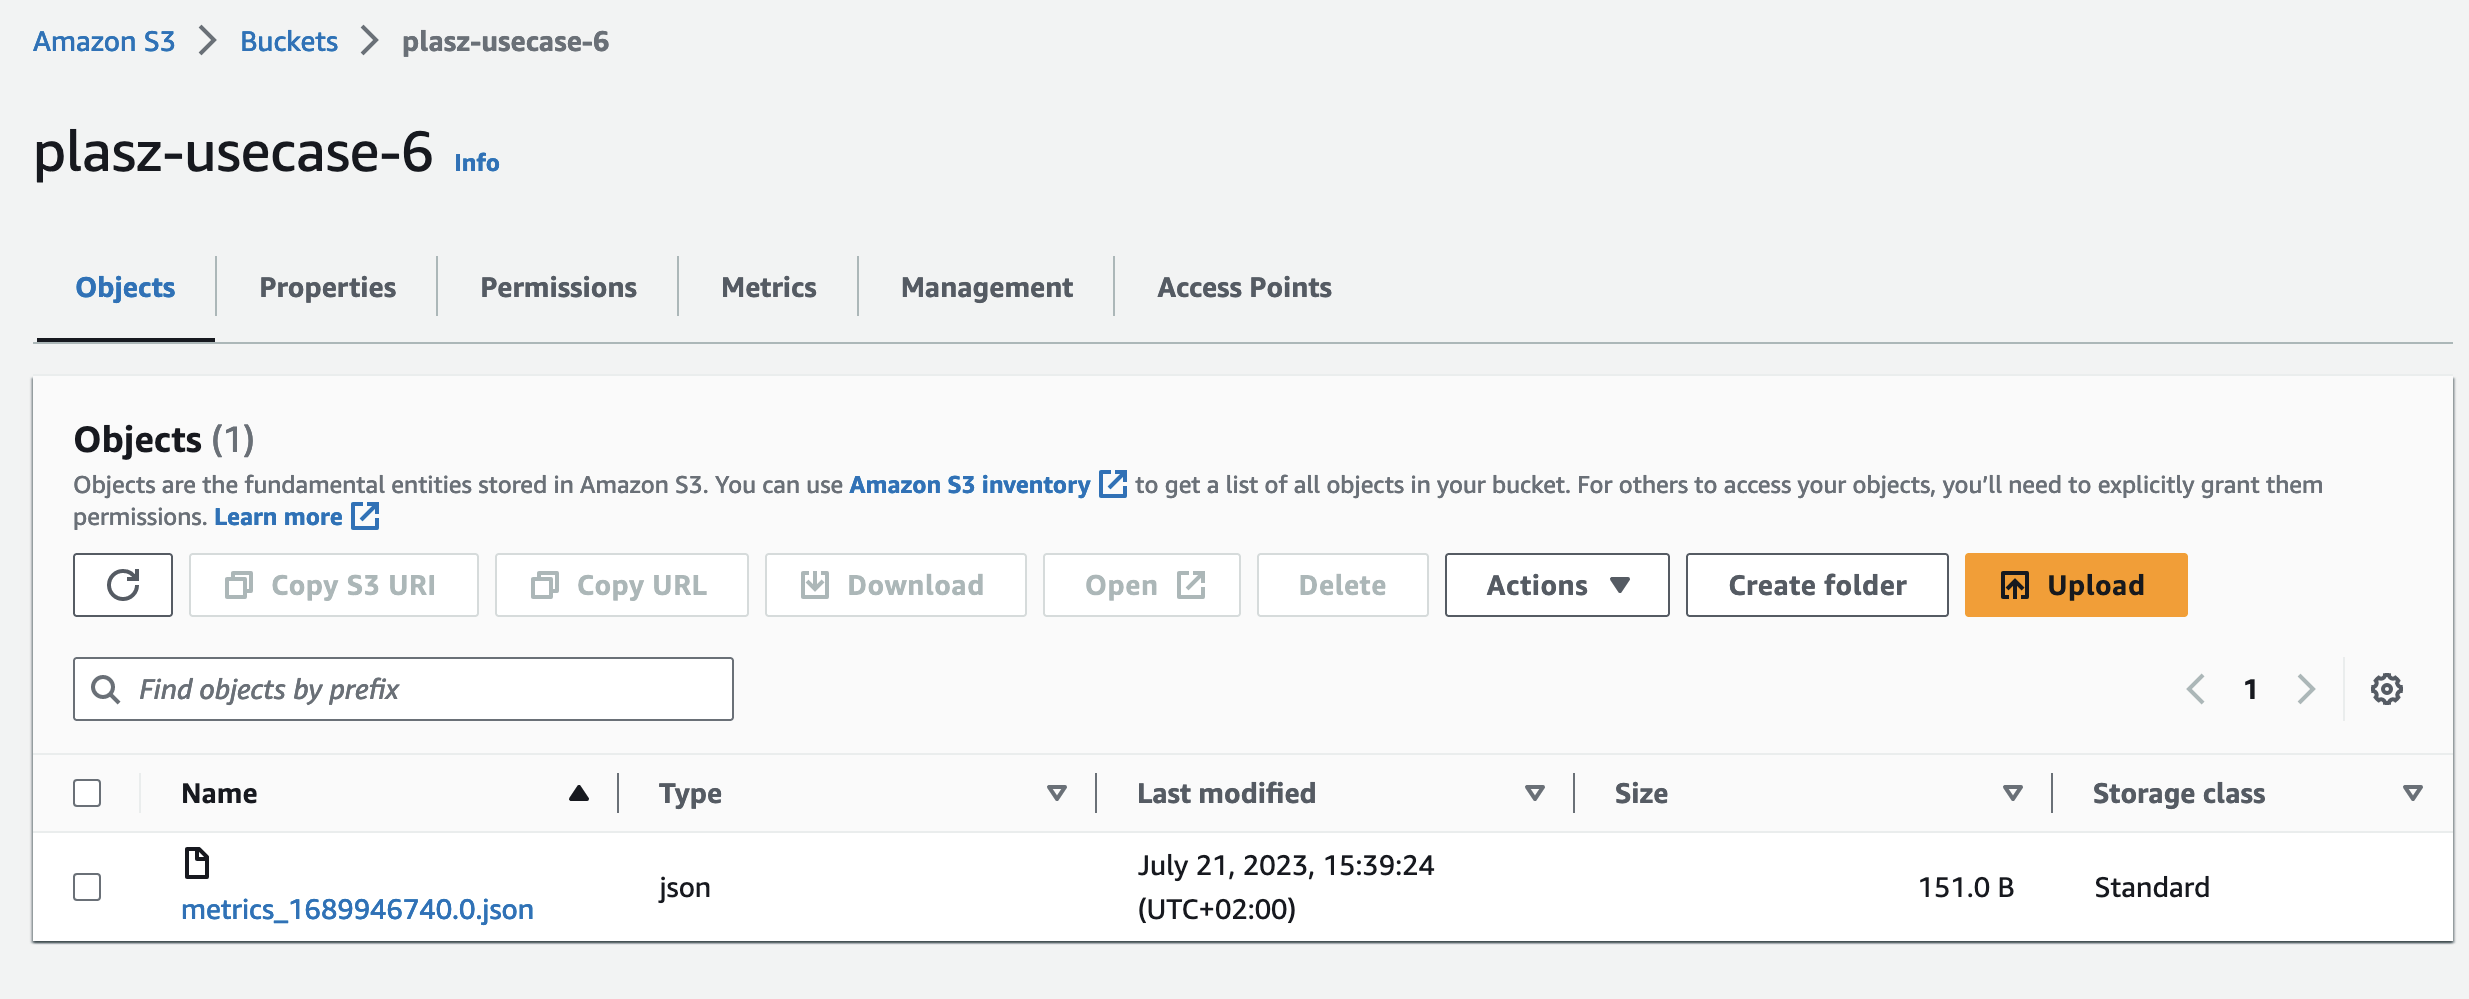 Amazon S3 > Buckets > plasz-usecase-6
plasz-usecase-6 Info
Objects Properties Permissions Metrics Management Access Points
Objects (1)
Objects are the fundamental entities stored in Amazon S3. You can use Amazon S3 inventory to get a list of all objects in your bucket. For others to access your objects, you’ll need to explicitly grant them
permissions. Learn more
Copy S3 URI Copy URL Download Open Delete Actions Create folder Upload
Find objects by prefix
1
Name Type Last modified Size Storage class
metrics_1689946740.0.json json July 21, 2023, 15:39:24 (UTC+02:00) 151.0 B Standard